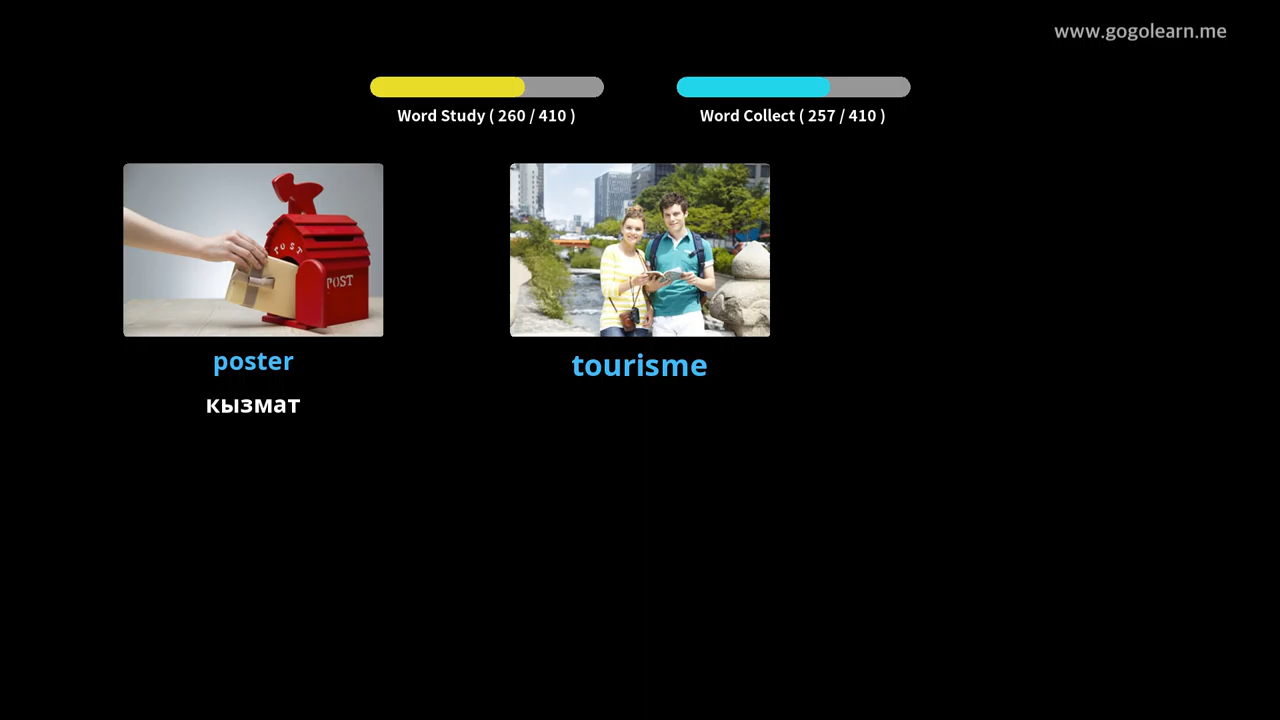 www.gogolearn.me
Word Study ( 260 / 410 )
Word Collect ( 257 / 410 )
POST
POST
poster
tourisme
кызмат